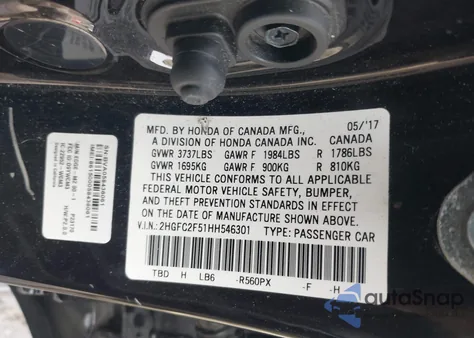 MFD. BY HONDA OF CANADA MFG., 05/'17
A DIVISION OF HONDA CANADA INC.
GVWR 3737LBS GAWR F 1984LBS R 1786LBS
GVWR 1695KG GAWR F 900KG R 810KG
THIS VEHICLE CONFORMS TO ALL APPLICABLE
FEDERAL MOTOR VEHICLE SAFETY, BUMPER,
AND THEFT PREVENTION STANDARDS IN EFFECT
ON THE DATE OF MANUFACTURE SHOWN ABOVE.
V.I.N.: 2HGFC2F51HH546301 TYPE: PASSENGER CAR
TBD H LB6 -R560PX -F -H
autoSnap